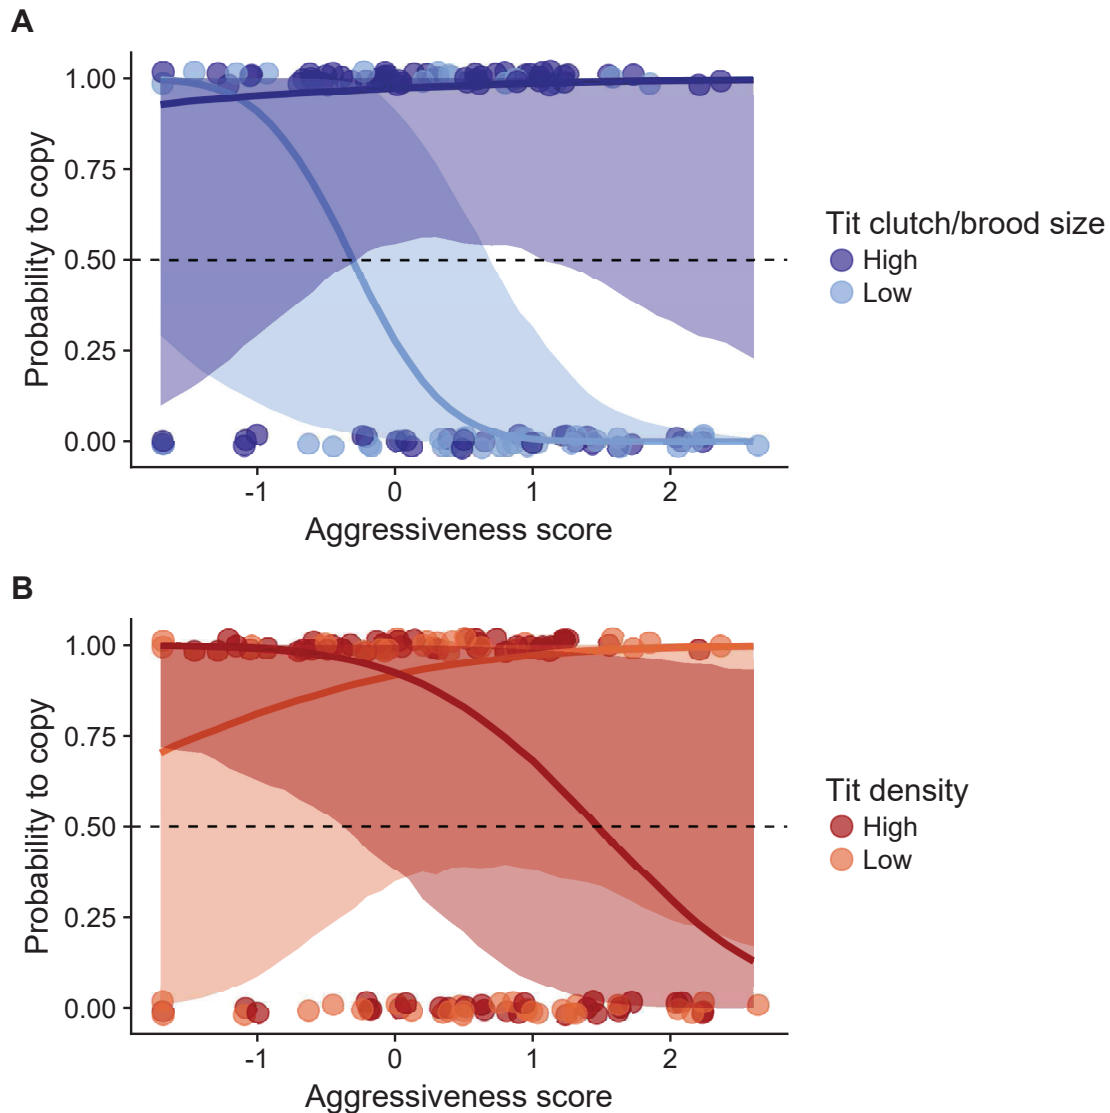 A
Probability to copy
1.00
0.75
0.50
0.25
0.00
-1 0 1 2
Aggressiveness score
Tit clutch/brood size
High
Low
B
Probability to copy
1.00
0.75
0.50
0.25
0.00
-1 0 1 2
Aggressiveness score
Tit density
High
Low